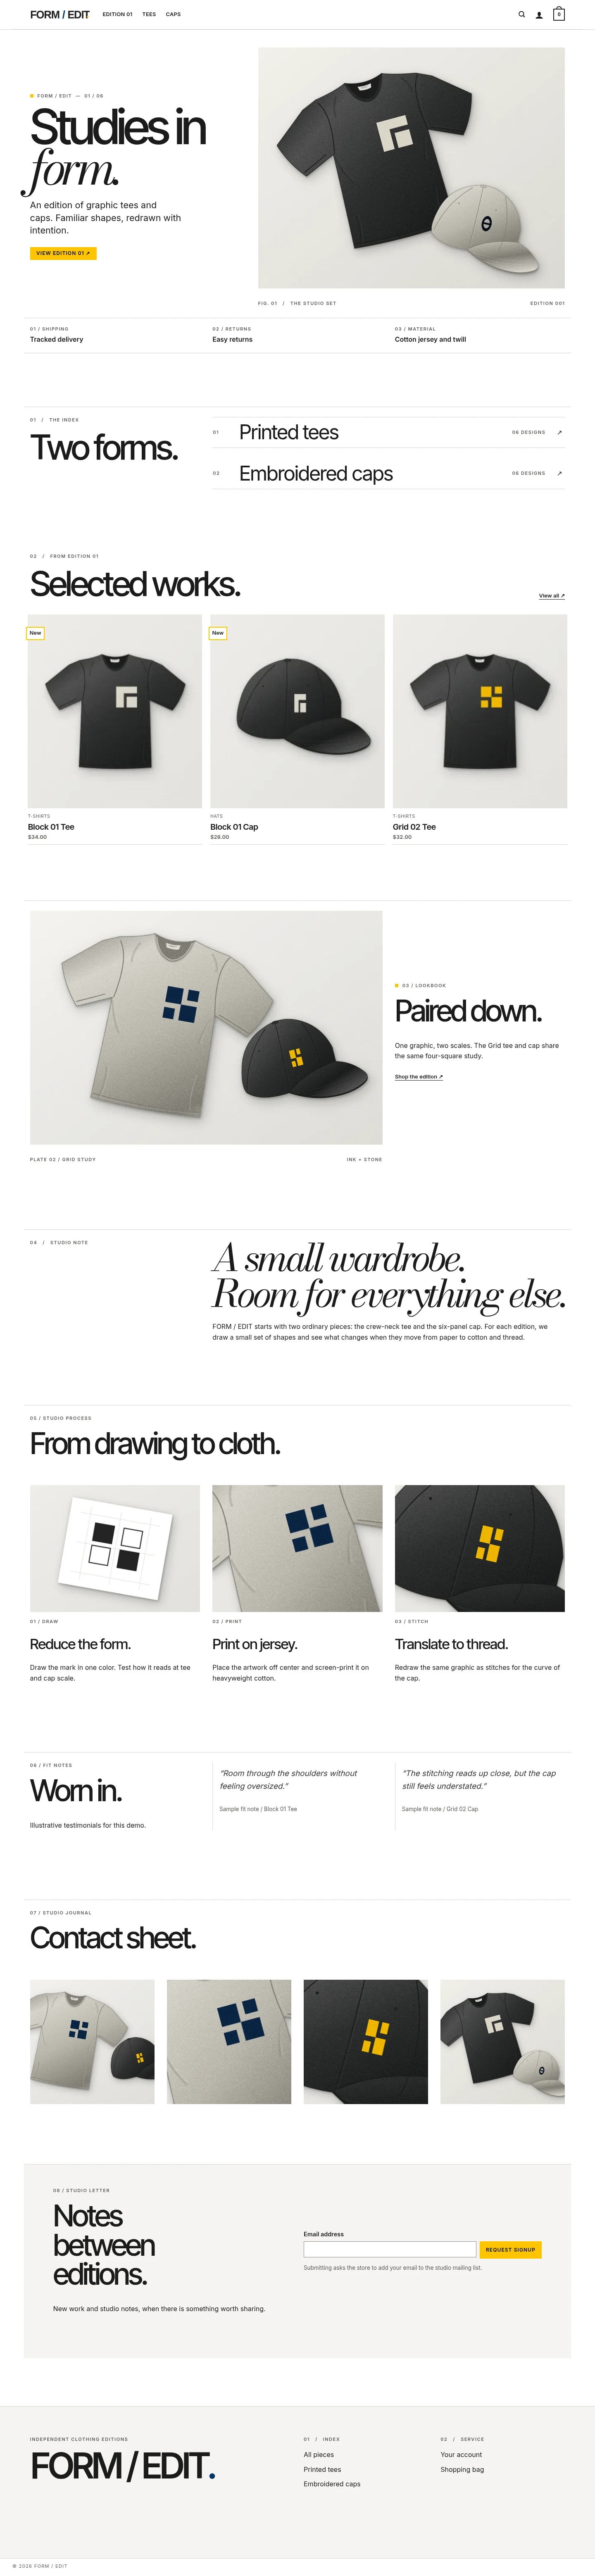 FORM / EDIT.
EDITION 01
TEES
CAPS
0
FORM / EDIT — 01 / 06
Studies in
form.
An edition of graphic tees and
caps. Familiar shapes, redrawn with
intention.
VIEW EDITION 01 ↗
FIG. 01 / THE STUDIO SET
EDITION 001
01 / SHIPPING
Tracked delivery
02 / RETURNS
Easy returns
03 / MATERIAL
Cotton jersey and twill
01 / THE INDEX
Two forms.
01 Printed tees 06 DESIGNS ↗
02 Embroidered caps 06 DESIGNS ↗
02 / FROM EDITION 01
Selected works.
View all ↗
New
T-SHIRTS
Block 01 Tee
$34.00
New
HATS
Block 01 Cap
$28.00
T-SHIRTS
Grid 02 Tee
$32.00
03 / LOOKBOOK
Paired down.
One graphic, two scales. The Grid tee and cap share
the same four-square study.
Shop the edition ↗
PLATE 02 / GRID STUDY
INK + STONE
04 / STUDIO NOTE
A small wardrobe.
Room for everything else.
FORM / EDIT starts with two ordinary pieces: the crew-neck tee and the six-panel cap. For each edition, we
draw a small set of shapes and see what changes when they move from paper to cotton and thread.
05 / STUDIO PROCESS
From drawing to cloth.
01 / DRAW
Reduce the form.
Draw the mark in one color. Test how it reads at tee
and cap scale.
02 / PRINT
Print on jersey.
Place the artwork off center and screen-print it on
heavyweight cotton.
03 / STITCH
Translate to thread.
Redraw the same graphic as stitches for the curve of
the cap.
06 / FIT NOTES
Worn in.
Illustrative testimonials for this demo.
“Room through the shoulders without
feeling oversized.”
Sample fit note / Block 01 Tee
“The stitching reads up close, but the cap
still feels understated.”
Sample fit note / Grid 02 Cap
07 / STUDIO JOURNAL
Contact sheet.
08 / STUDIO LETTER
Notes
between
editions.
New work and studio notes, when there is something worth sharing.
Email address
REQUEST SIGNUP
Submitting asks the store to add your email to the studio mailing list.
INDEPENDENT CLOTHING EDITIONS
FORM / EDIT.
01 / INDEX
All pieces
Printed tees
Embroidered caps
02 / SERVICE
Your account
Shopping bag
© 2026 FORM / EDIT